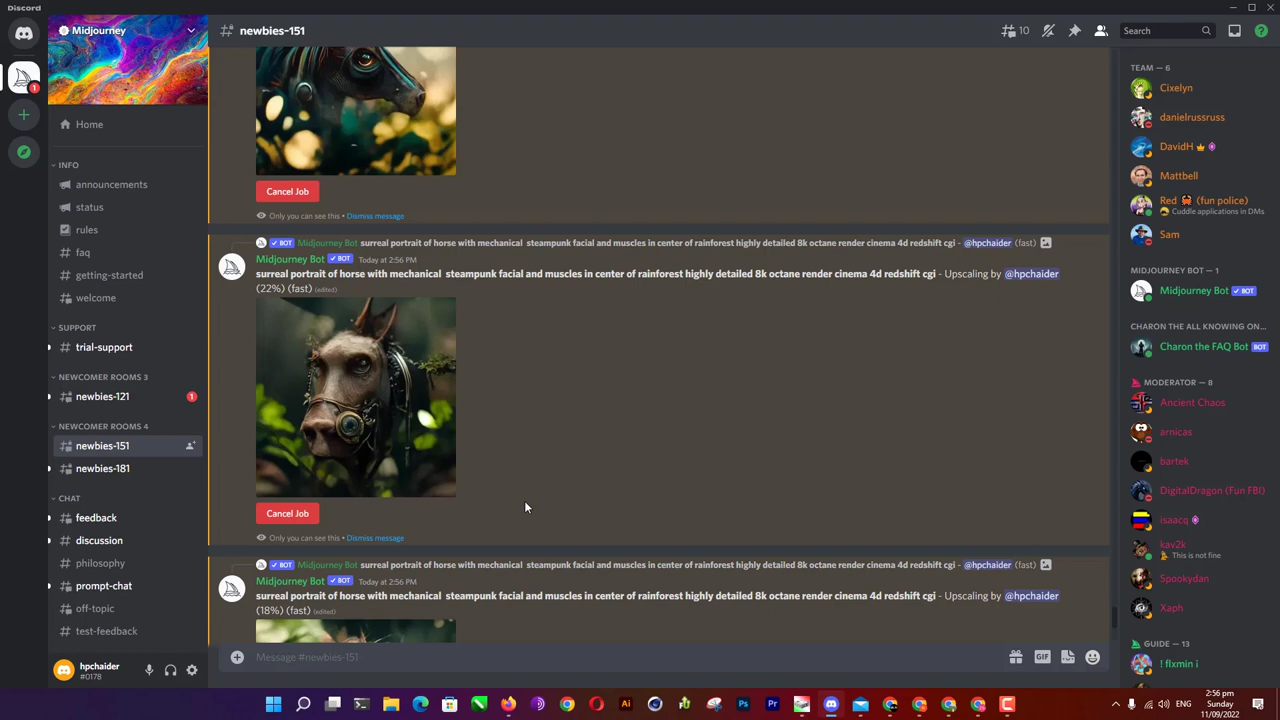 Discord
Midjourney
newbies-151
10
Search
1
Home
INFO
announcements
status
rules
faq
getting-started
welcome
SUPPORT
trial-support
NEWCOMER ROOMS 3
newbies-121
1
NEWCOMER ROOMS 4
newbies-151
newbies-181
CHAT
feedback
discussion
philosophy
prompt-chat
off-topic
test-feedback
hpchaider
#0178
Cancel Job
Only you can see this • Dismiss message
BOT Midjourney Bot surreal portrait of horse with mechanical steampunk facial and muscles in center of rainforest highly detailed 8k octane render cinema 4d redshift cgi - @hpchaider (fast)
Midjourney Bot BOT Today at 2:56 PM
surreal portrait of horse with mechanical steampunk facial and muscles in center of rainforest highly detailed 8k octane render cinema 4d redshift cgi - Upscaling by @hpchaider
(22%) (fast) (edited)
Cancel Job
Only you can see this • Dismiss message
BOT Midjourney Bot surreal portrait of horse with mechanical steampunk facial and muscles in center of rainforest highly detailed 8k octane render cinema 4d redshift cgi - @hpchaider (fast)
Midjourney Bot BOT Today at 2:56 PM
surreal portrait of horse with mechanical steampunk facial and muscles in center of rainforest highly detailed 8k octane render cinema 4d redshift cgi - Upscaling by @hpchaider
(18%) (fast) (edited)
Message #newbies-151
GIF
TEAM — 6
Cixelyn
danielrussruss
DavidH
Mattbell
Red (fun police)
Cuddle applications in DMs
Sam
MIDJOURNEY BOT — 1
Midjourney Bot BOT
CHARON THE ALL KNOWING ON...
Charon the FAQ Bot BOT
MODERATOR — 8
Ancient Chaos
arnicas
bartek
DigitalDragon (Fun FBI)
isaacq
kav2k
This is not fine
Spookydan
Xaph
GUIDE — 13
! flxmin i
Ai
Ps
Pr
ENG
2:56 pm
Sunday
11/09/2022